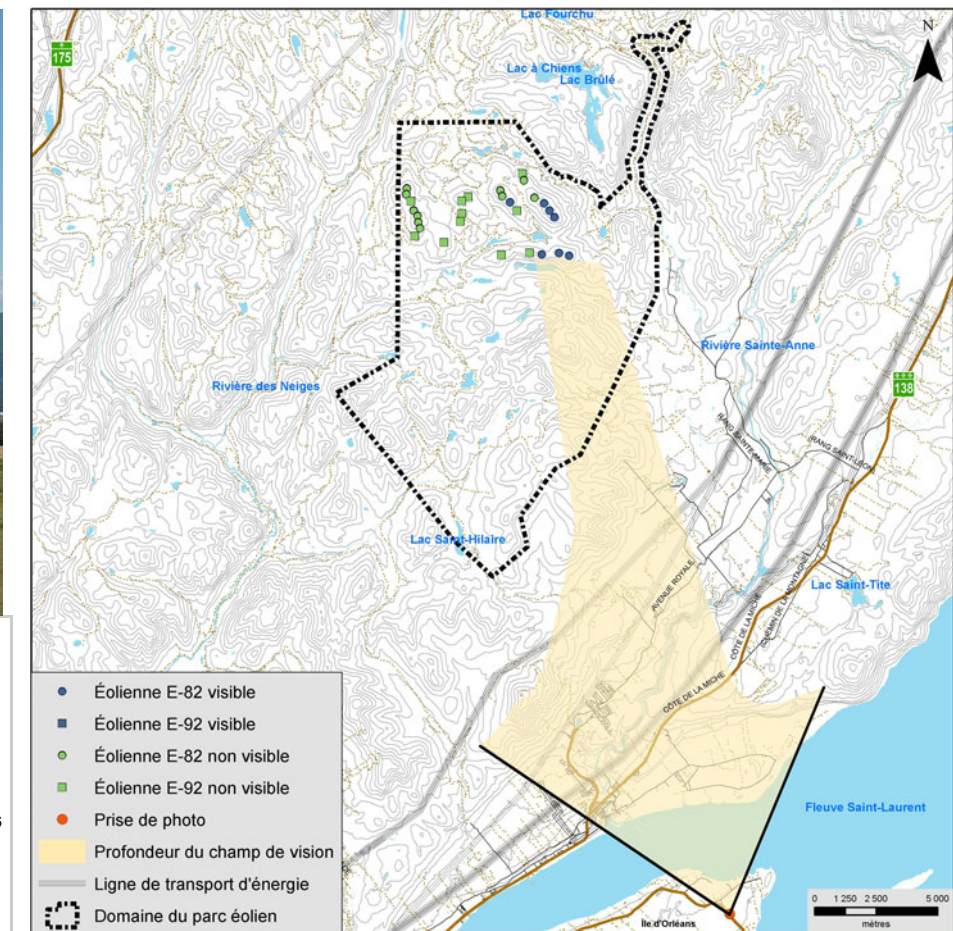 Lac Fourchu
N
175
Lac à Chiens
Lac Brûlé
Rivière Sainte-Anne
138
Rivière des Neiges
RANG SAINTE-MARIE
RANG SAINT-LÉON
Lac Saint-Hilaire
AVENUE ROYALE
CÔTE DE LA MICHE
CHEMIN DE LA MONTAGNE
Lac Saint-Tite
CÔTE DE LA MICHE
Fleuve Saint-Laurent
Éolienne E-82 visible
Éolienne E-92 visible
Éolienne E-82 non visible
Éolienne E-92 non visible
Prise de photo
Profondeur du champ de vision
Ligne de transport d'énergie
Domaine du parc éolien
Île d'Orléans
0 1 250 2 500 5 000
mètres
s